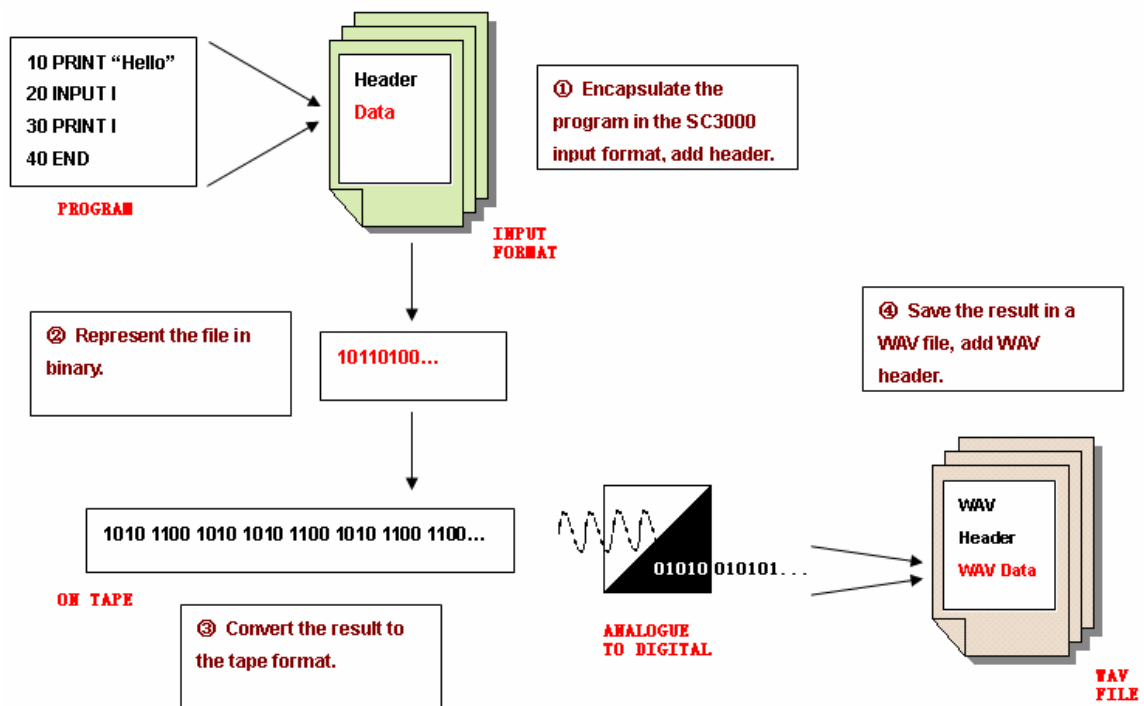 10 PRINT “Hello”
20 INPUT I
30 PRINT I
40 END
PROGRAM
Header
Data
INPUT
FORMAT
① Encapsulate the
program in the SC3000
input format, add header.
② Represent the file in
binary.
10110100…
④ Save the result in a
WAV file, add WAV
header.
1010 1100 1010 1010 1100 1010 1100 1100…
ON TAPE
③ Convert the result to
the tape format.
01010 010101...
ANALOGUE
TO DIGITAL
WAV
Header
WAV Data
WAV
FILE